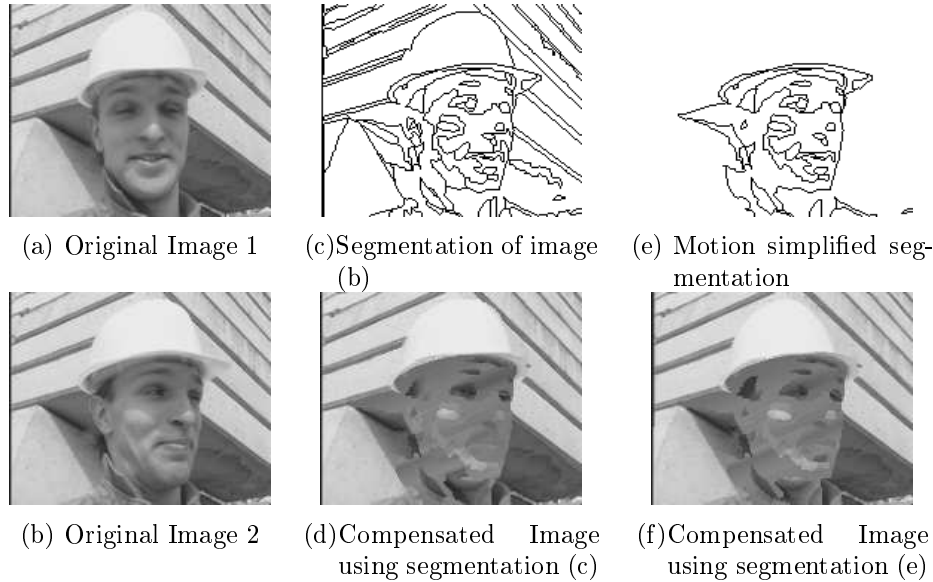 (a) Original Image 1
(c)Segmentation of image
(b)
(e) Motion simplified seg-
mentation
(b) Original Image 2
(d)Compensated Image
using segmentation (c)
(f)Compensated Image
using segmentation (e)